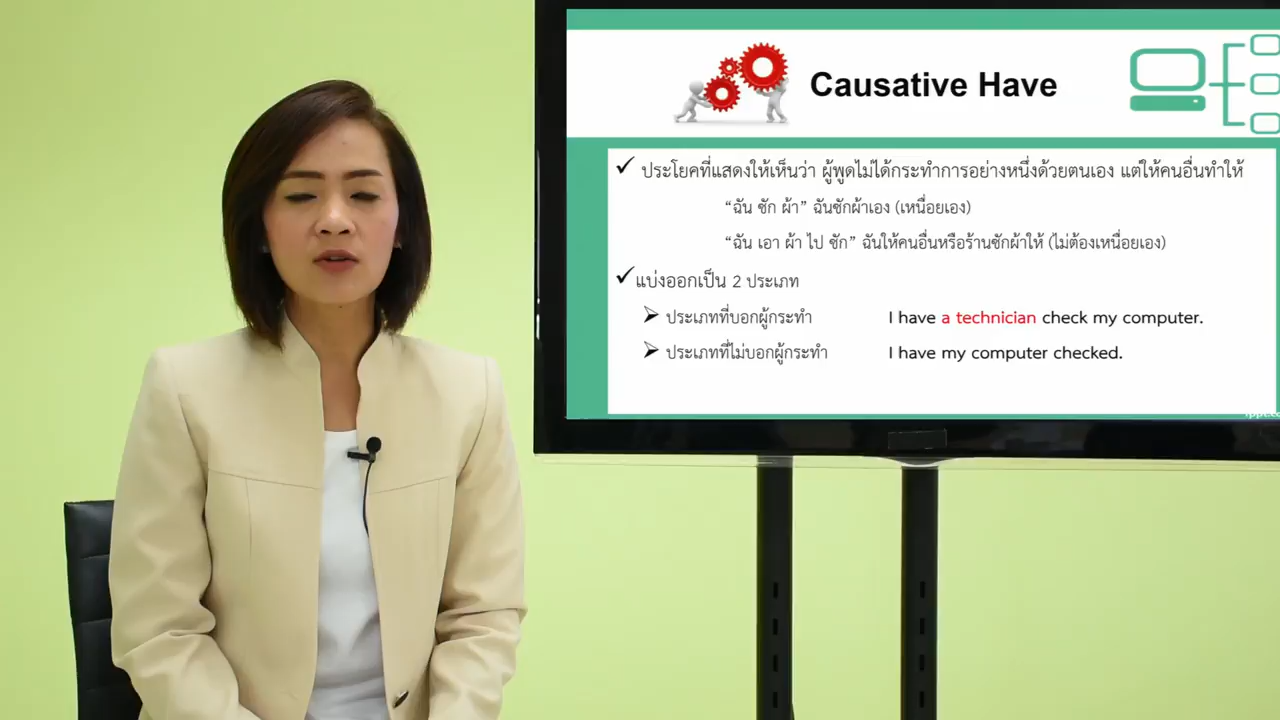 Causative Have
ประโยคที่แสดงให้เห็นว่า ผู้พูดไม่ได้กระทำการอย่างหนึ่งด้วยตนเอง แต่ให้คนอื่นทำให้
“ฉัน ซัก ผ้า” ฉันซักผ้าเอง (เหนื่อยเอง)
“ฉัน เอา ผ้า ไป ซัก” ฉันให้คนอื่นหรือร้านซักผ้าให้ (ไม่ต้องเหนื่อยเอง)
แบ่งออกเป็น 2 ประเภท
ประเภทที่บอกผู้กระทำ I have a technician check my computer.
ประเภทที่ไม่บอกผู้กระทำ I have my computer checked.